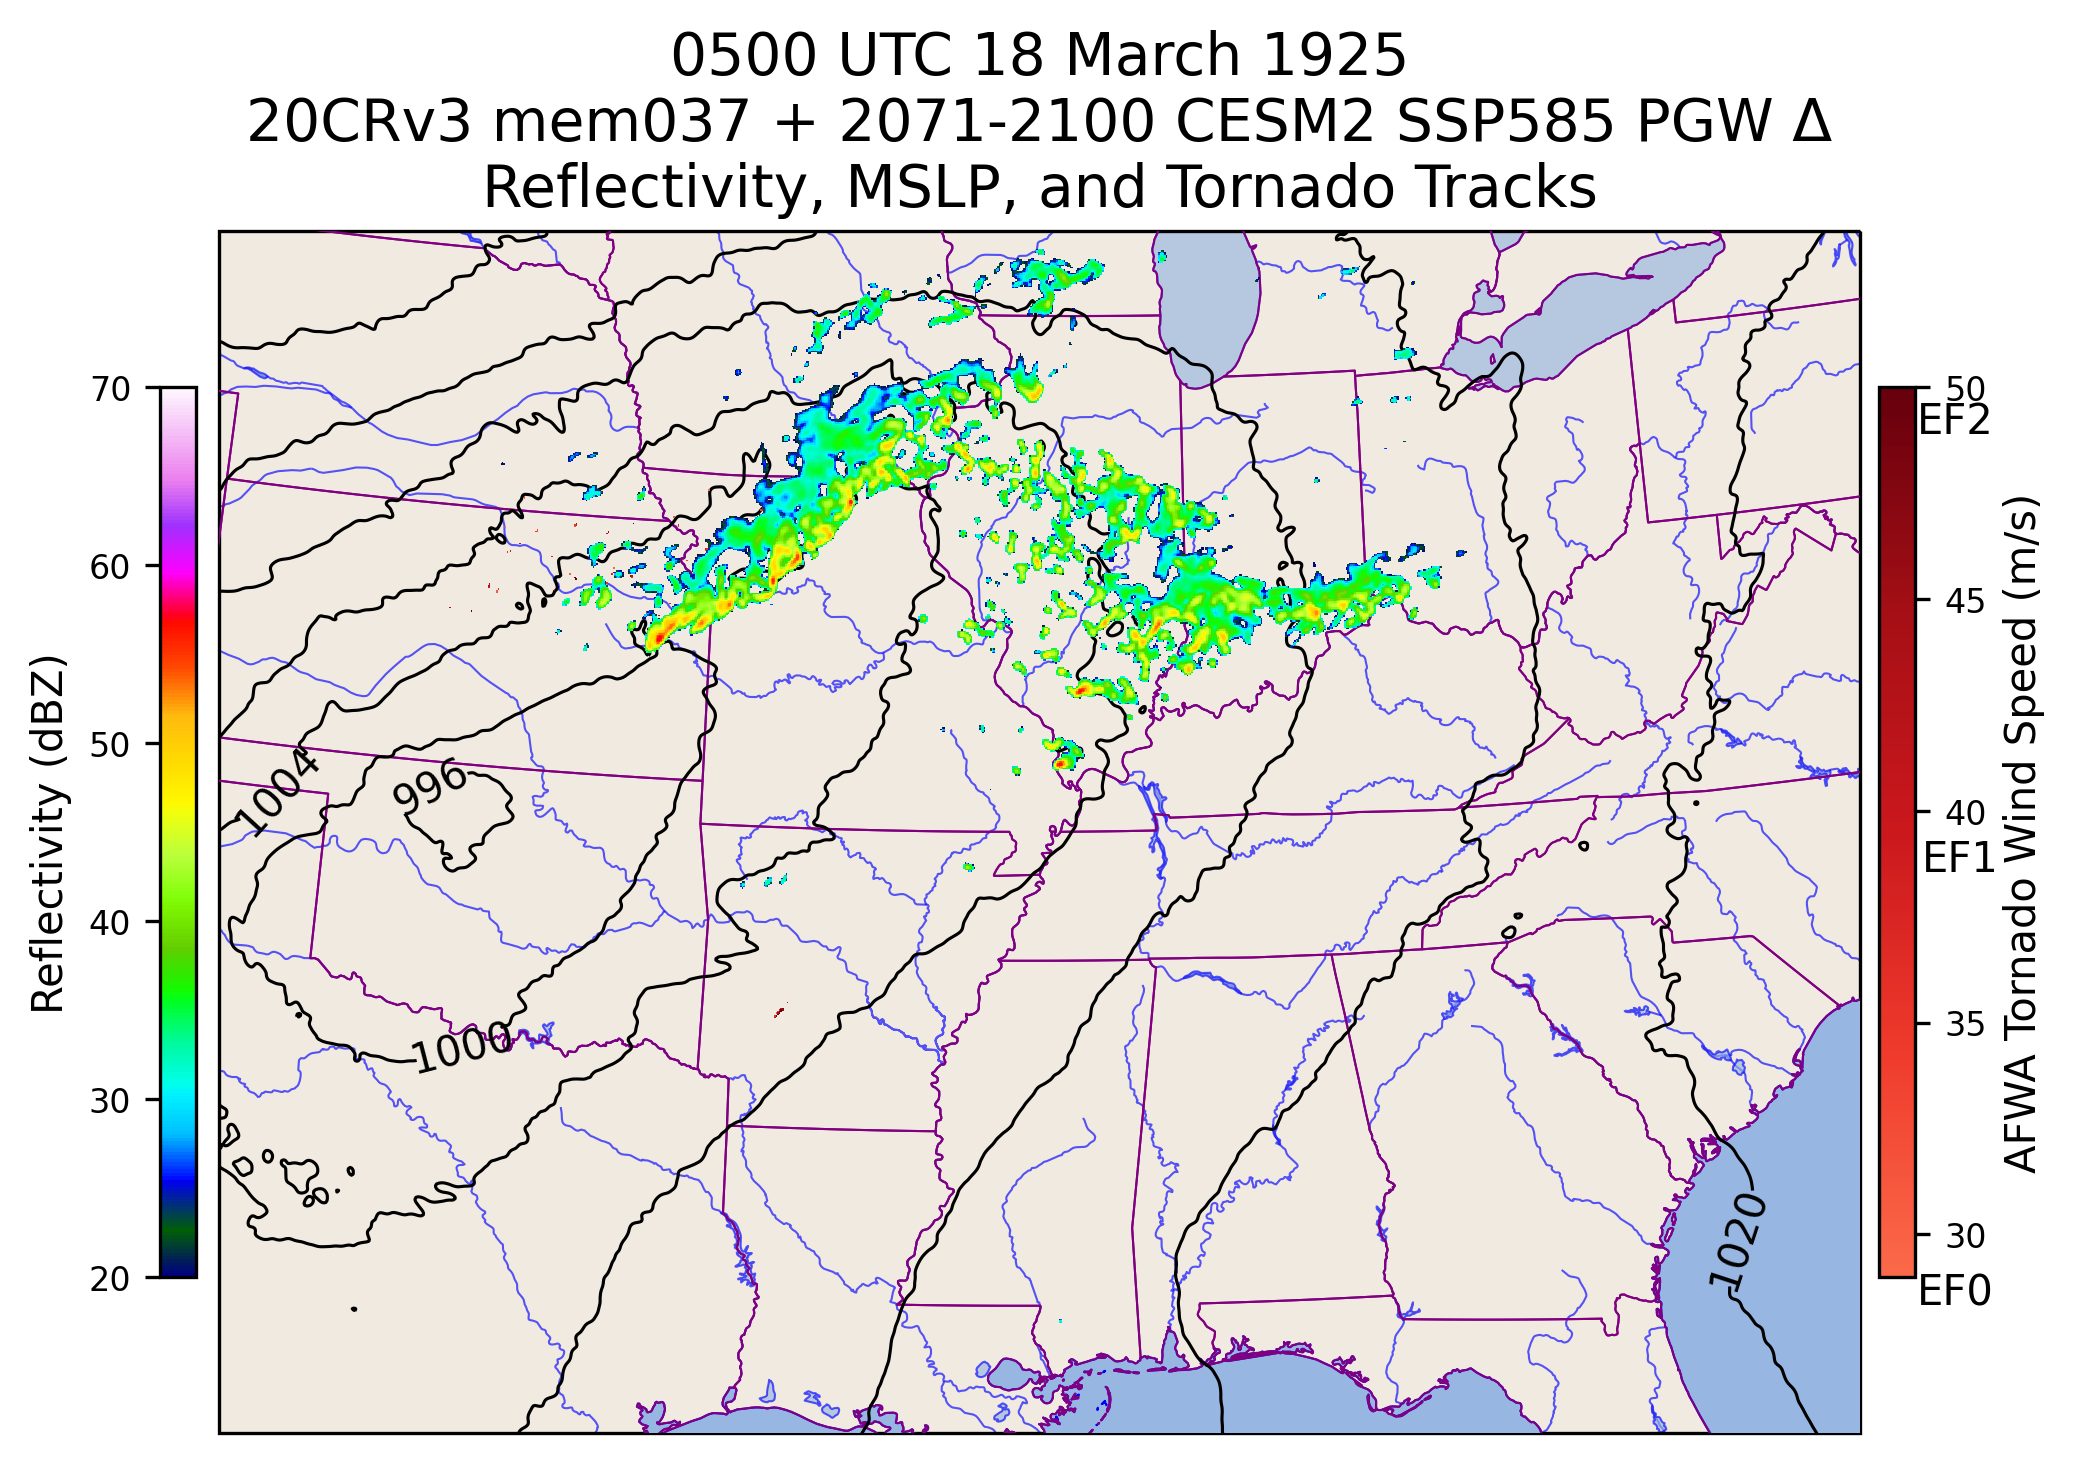 0500 UTC 18 March 1925
20CRv3 mem037 + 2071-2100 CESM2 SSP585 PGW Δ
Reflectivity, MSLP, and Tornado Tracks
70
60
50
40
30
20
Reflectivity (dBZ)
1004
996
1000
1020
50
EF2
45
40
EF1
35
30
EF0
AFWA Tornado Wind Speed (m/s)